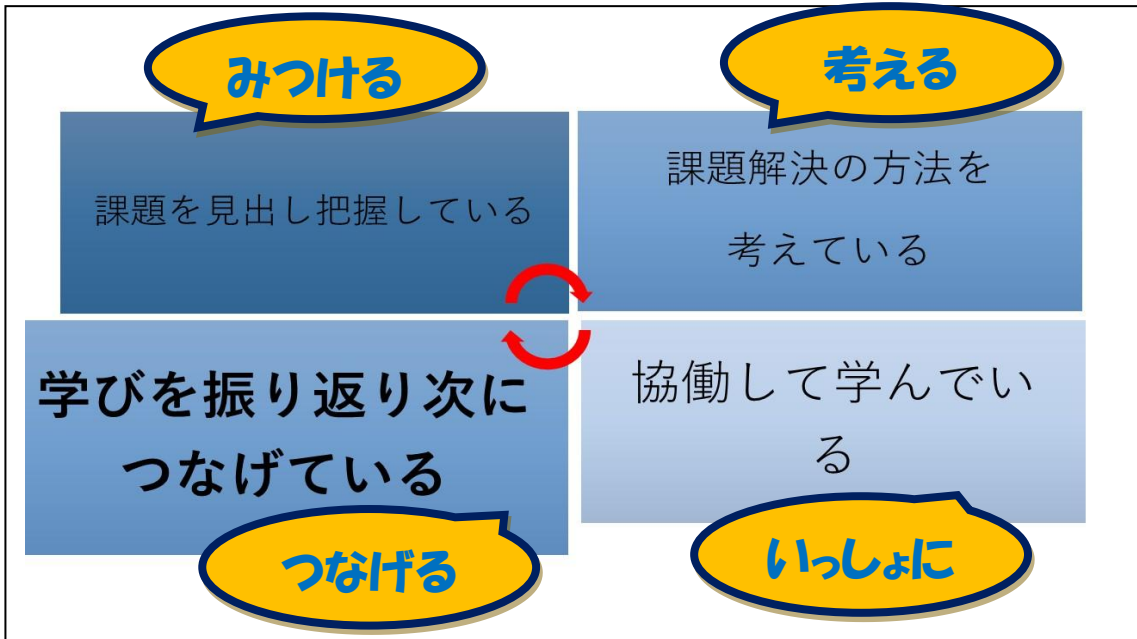 みつける
課題を見出し把握している
考える
課題解決の方法を
考えている
学びを振り返り次に
つなげている
つなげる
協働して学んでい
る
いっしょに